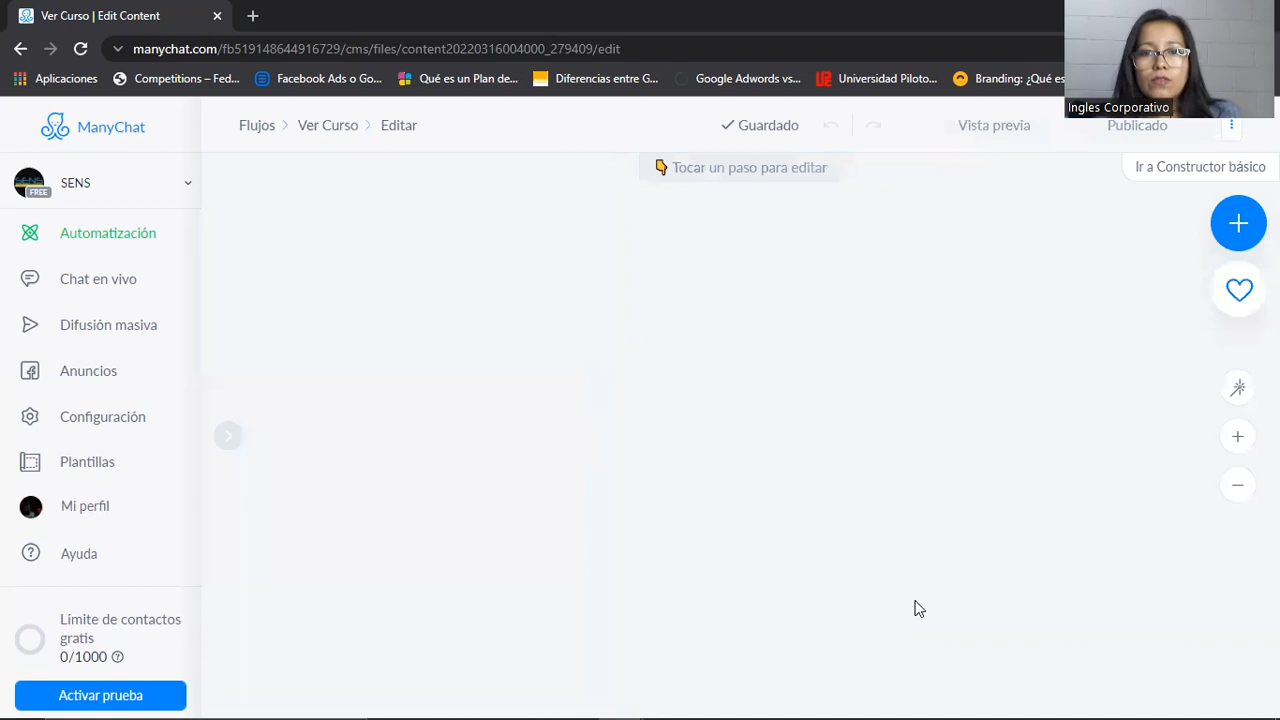 Ver Curso | Edit Content
manychat.com/fb519148644916729/cms/files/content20220316004000_279409/edit
Aplicaciones
Competitions – Fed...
Facebook Ads o Go...
Qué es el Plan de...
Diferencias entre G...
Google Adwords vs...
Universidad Piloto...
Branding: ¿Qué es
Ingles Corporativo
ManyChat
Flujos
Ver Curso
Editar
Guardado
Vista previa
Publicado
Tocar un paso para editar
Ir a Constructor básico
SENS
FREE
SENS
Automatización
Chat en vivo
Difusión masiva
Anuncios
Configuración
Plantillas
Mi perfil
Ayuda
Límite de contactos
gratis
0/1000
Activar prueba